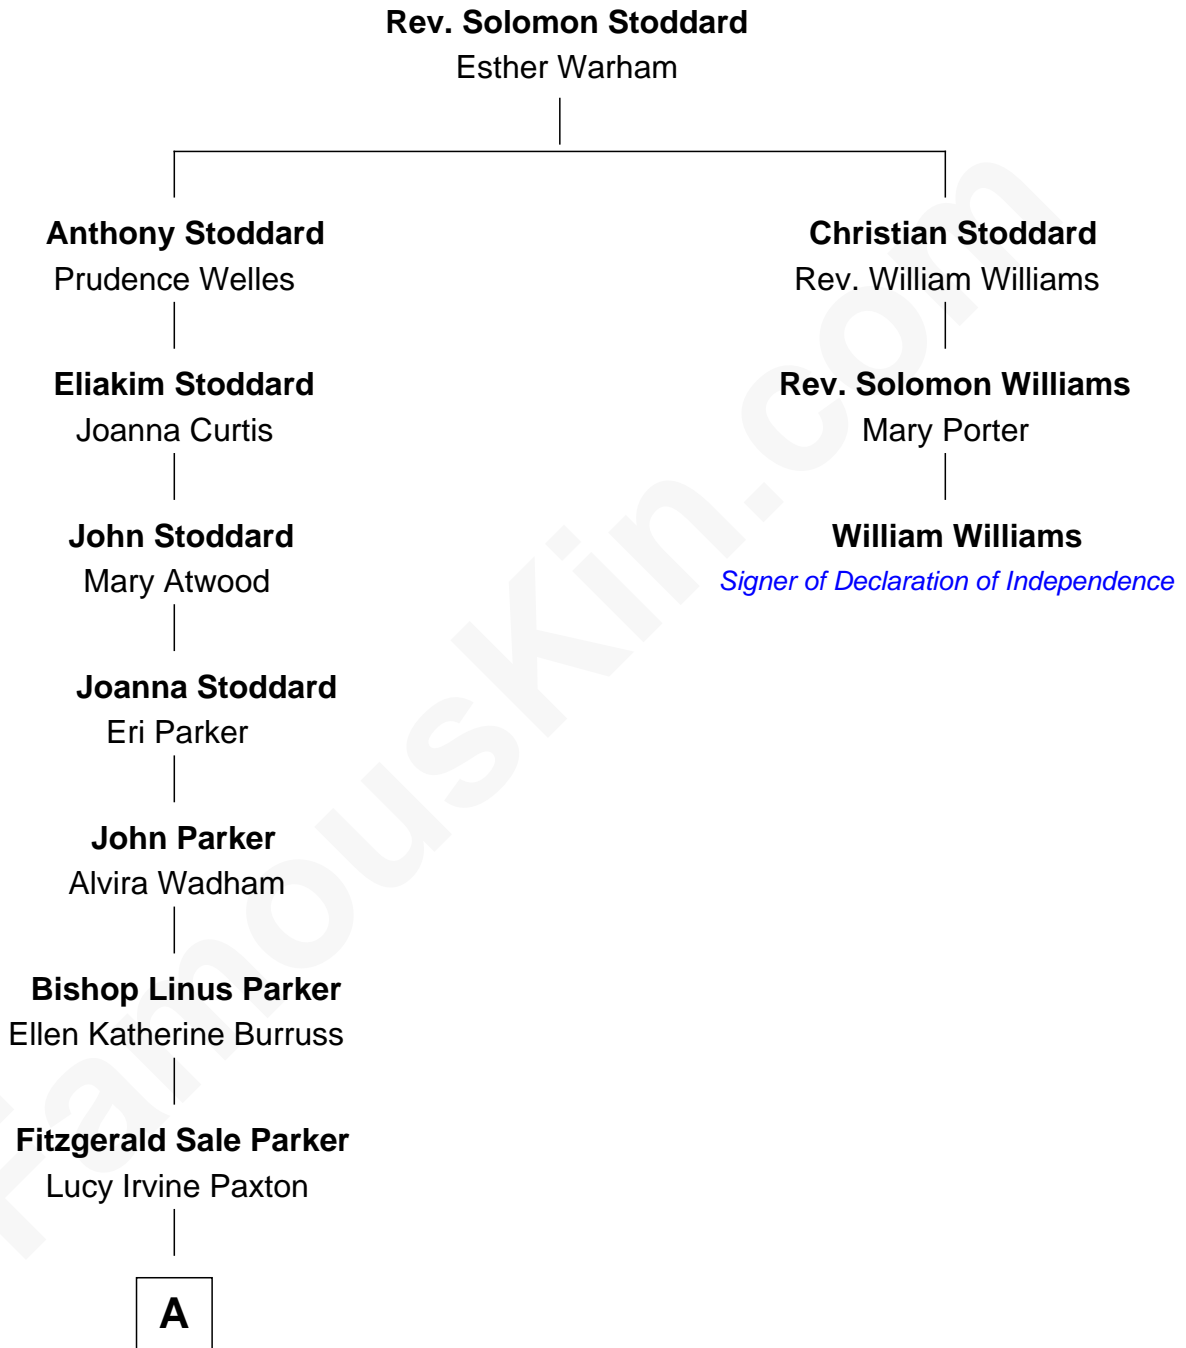 Rev. Solomon Stoddard
Esther Warham
Anthony Stoddard
Prudence Welles
Christian Stoddard
Rev. William Williams
Eliakim Stoddard
Joanna Curtis
Rev. Solomon Williams
Mary Porter
John Stoddard
Mary Atwood
William Williams
Signer of Declaration of Independence
Joanna Stoddard
Eri Parker
John Parker
Alvira Wadham
Bishop Linus Parker
Ellen Katherine Burruss
Fitzgerald Sale Parker
Lucy Irvine Paxton
A
FamousKin.com